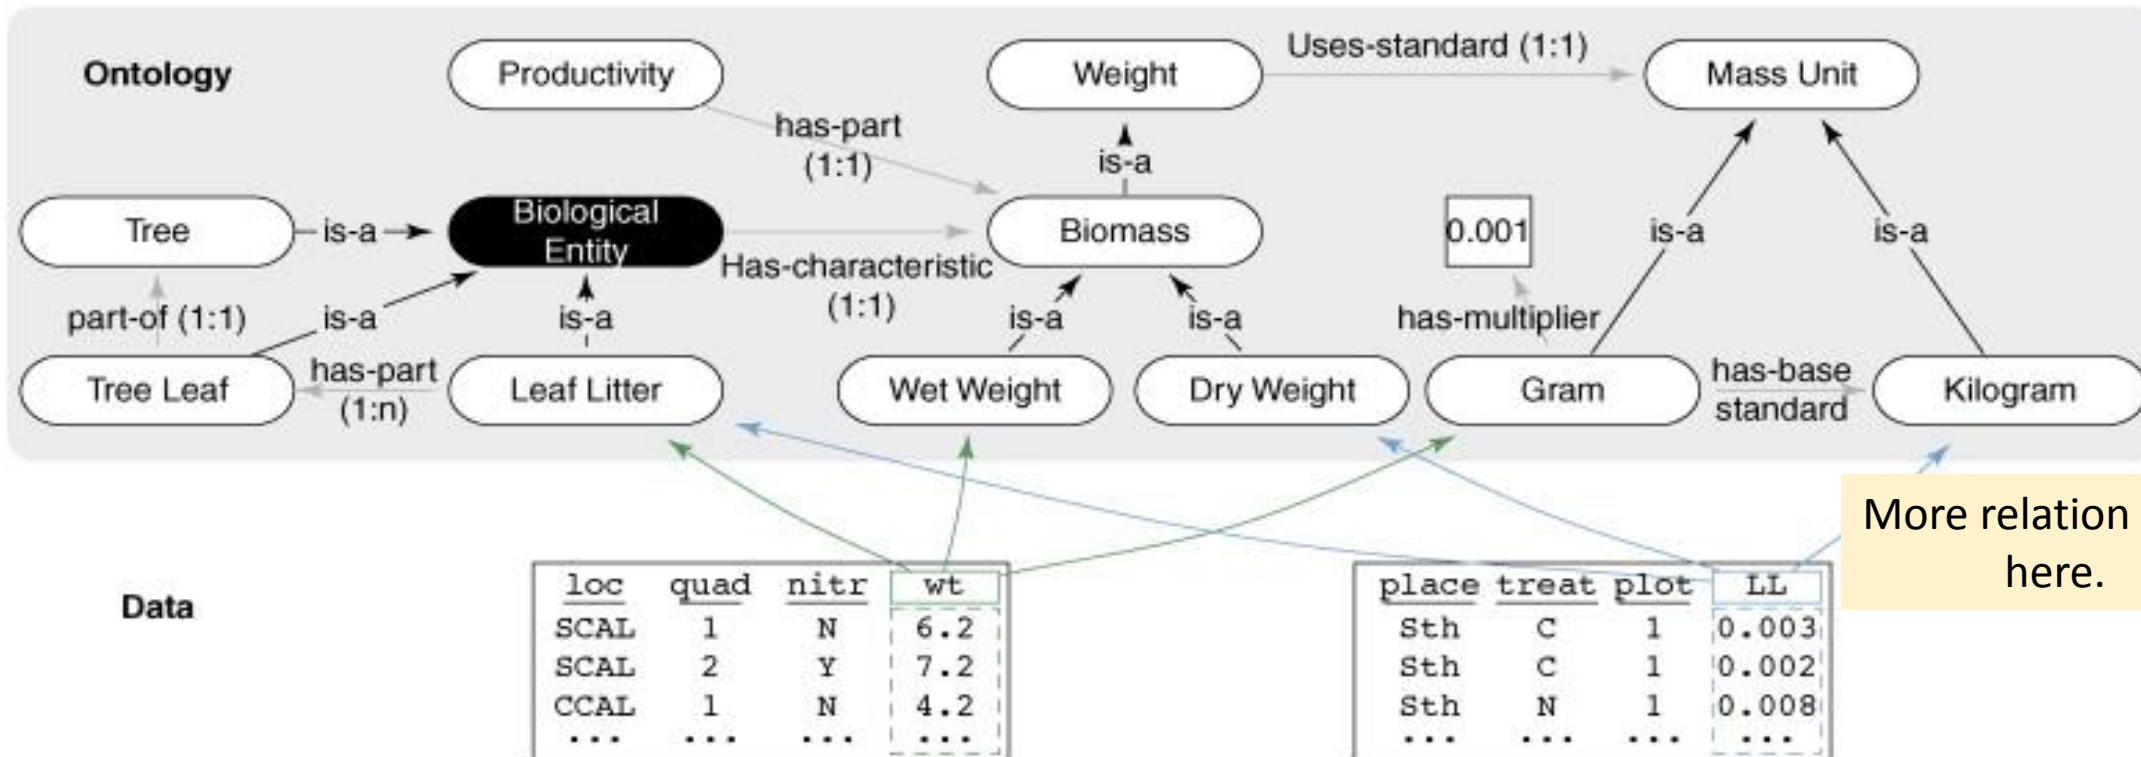 Ontology
Productivity
Weight
Uses-standard (1:1)
Mass Unit
has-part
(1:1)
is-a
Tree
is-a
Biological
Entity
Has-characteristic
(1:1)
Biomass
0.001
is-a
is-a
part-of (1:1)
is-a
is-a
is-a
is-a
has-multiplier
Tree Leaf
has-part
(1:n)
Leaf Litter
Wet Weight
Dry Weight
Gram
has-base
standard
Kilogram
More relation
here.
Data
loc quad nitr wt
SCAL 1 N 6.2
SCAL 2 Y 7.2
CCAL 1 N 4.2
... ... ... ...
place treat plot LL
Sth C 1 0.003
Sth C 1 0.002
Sth N 1 0.008
... ... ... ...